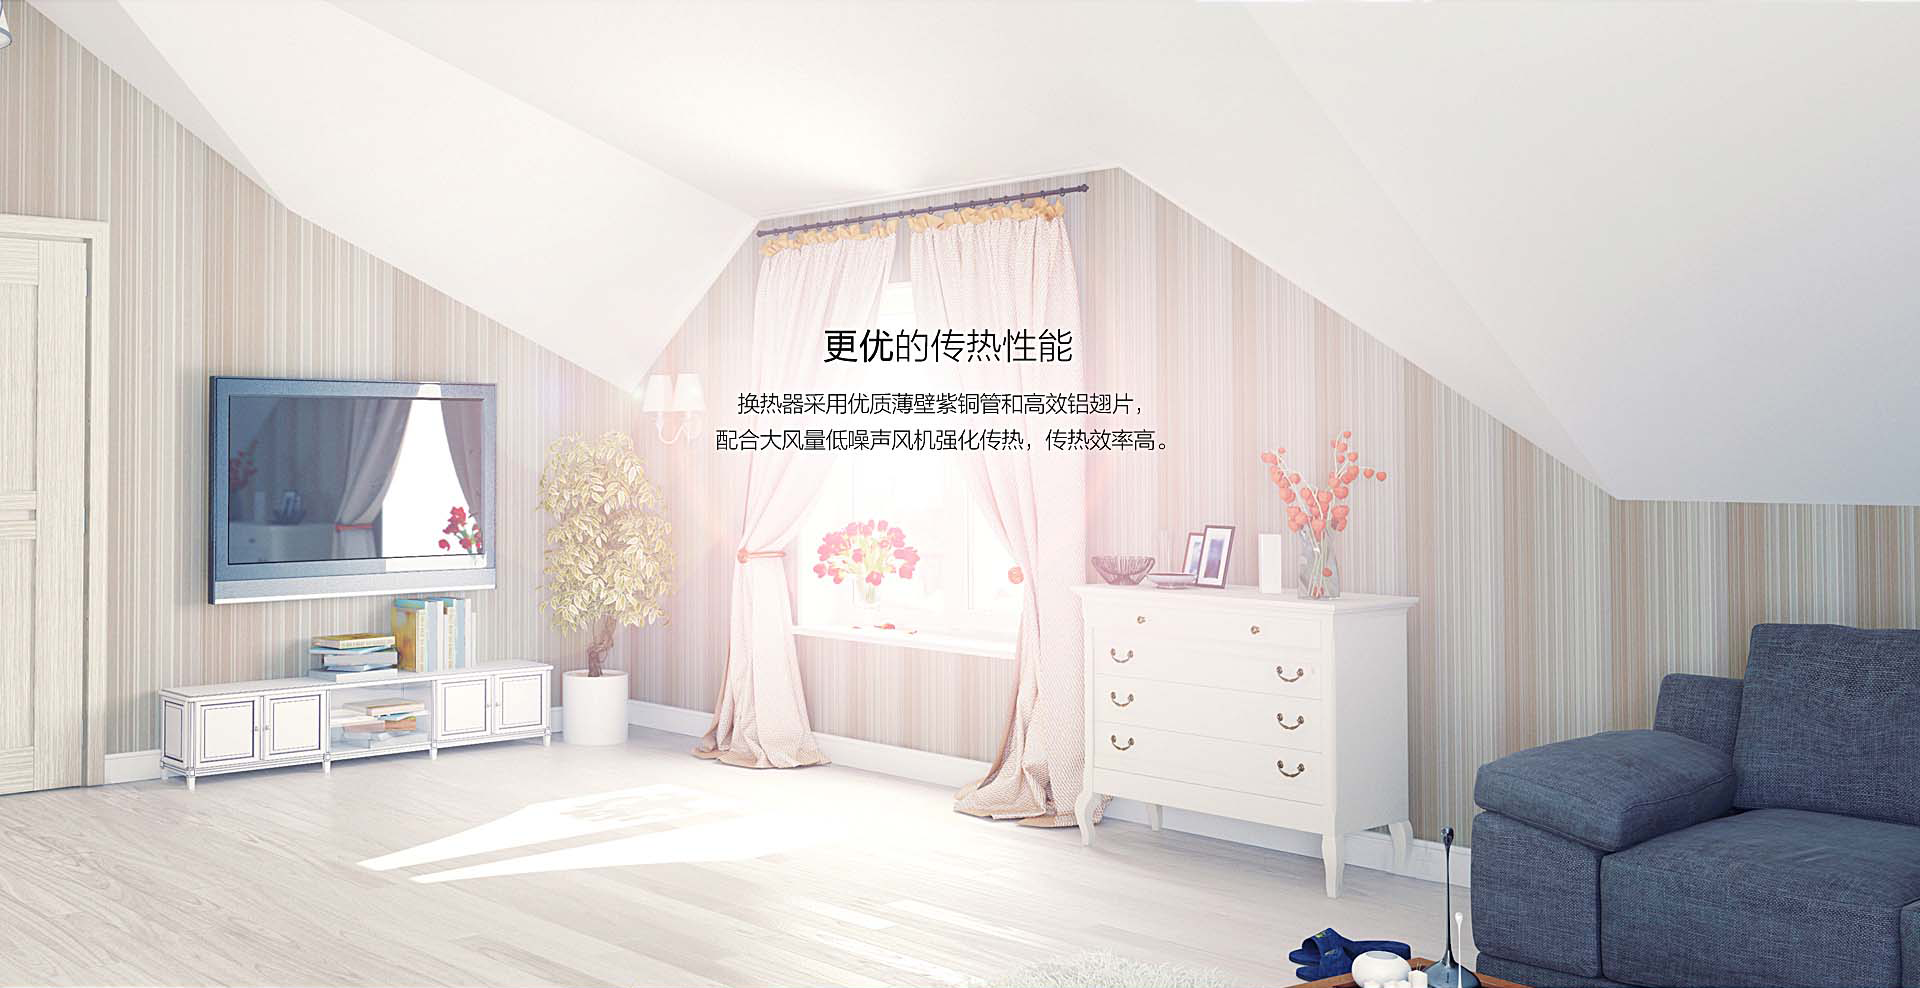 更优的传热性能
换热器采用优质薄壁紫铜管和高效铝翅片，
配合大风量低噪声风机强化传热，传热效率高。